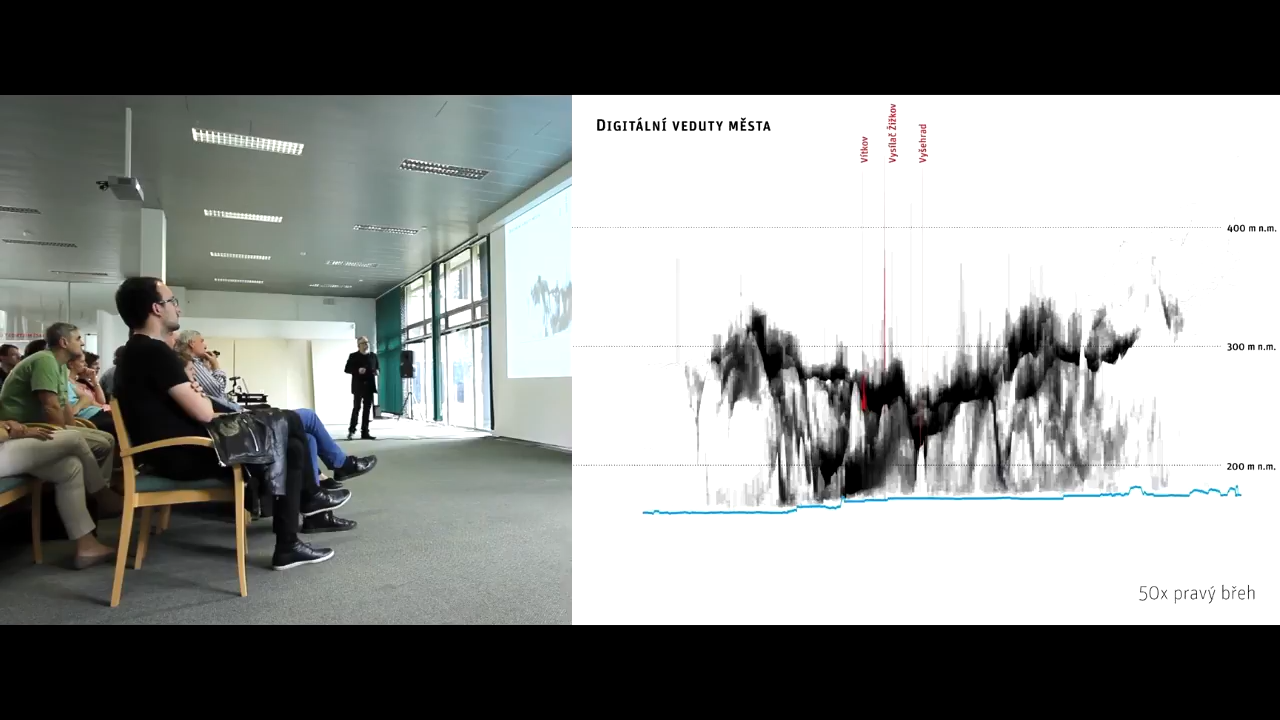 DIGITÁLNÍ VEDUTY MĚSTA
Vítkov
Vysílač Žižkov
Vyšehrad
400 m n.m.
300 m n.m.
200 m n.m.
50x pravý břeh